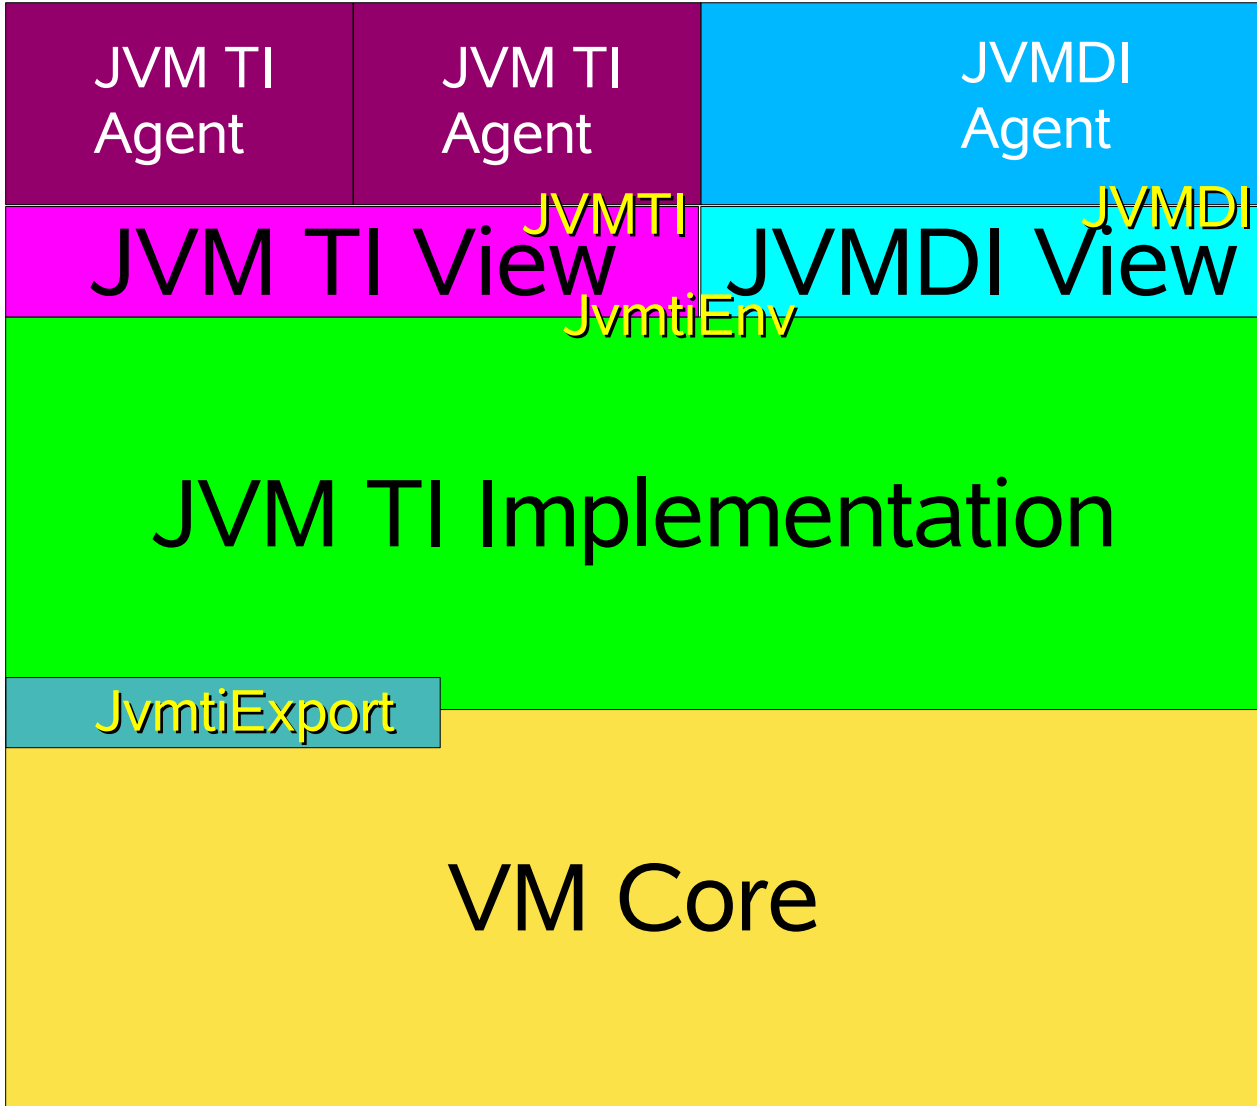 JVM TI
Agent
JVM TI
Agent
JVMDI
Agent
JVMTI
JVMDI
JVM TI View
JVMDI View
JvmtiEnv
JVM TI Implementation
JvmtiExport
VM Core